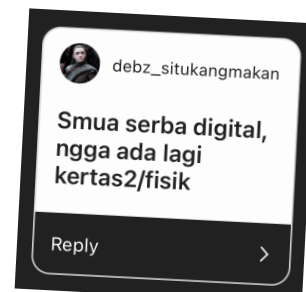 debz_situkangmakan
Smua serba digital,
ngga ada lagi
kertas2/fisik
Reply